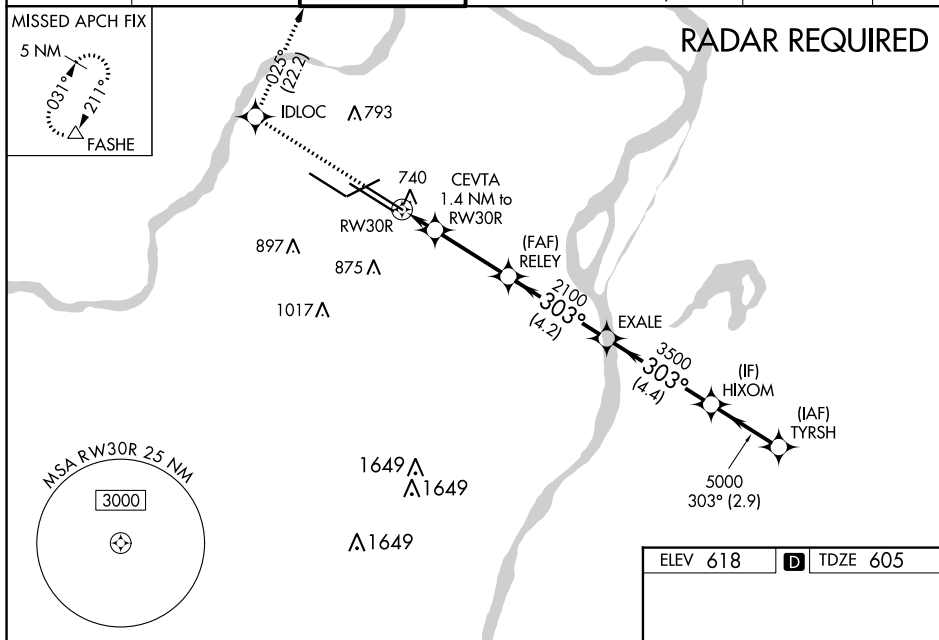 MISSED APCH FIX
5 NM
031°
211°
FASHE
RADAR REQUIRED
025°
(22.2)
IDLOC
793
740
CEVTA
1.4 NM to
RW30R
RW30R
897
875
1017
(FAF)
RELEY
2100
303°
(4.2)
EXALE
3500
303°
(4.4)
(IF)
HIXOM
(IAF)
TYRSH
5000
303° (2.9)
1649
1649
1649
MSA RW30R 25 NM
3000
ELEV 618 D TDZE 605